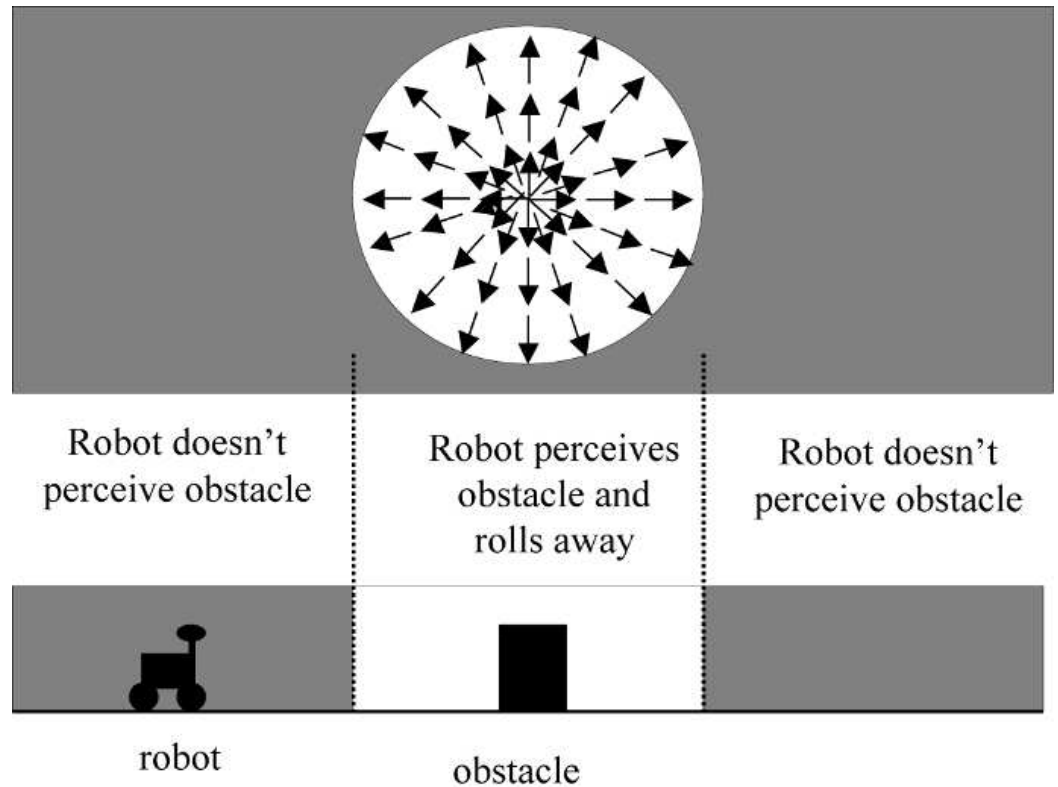 Robot doesn't
perceive obstacle
Robot perceives
obstacle and
rolls away
Robot doesn't
perceive obstacle
robot
obstacle